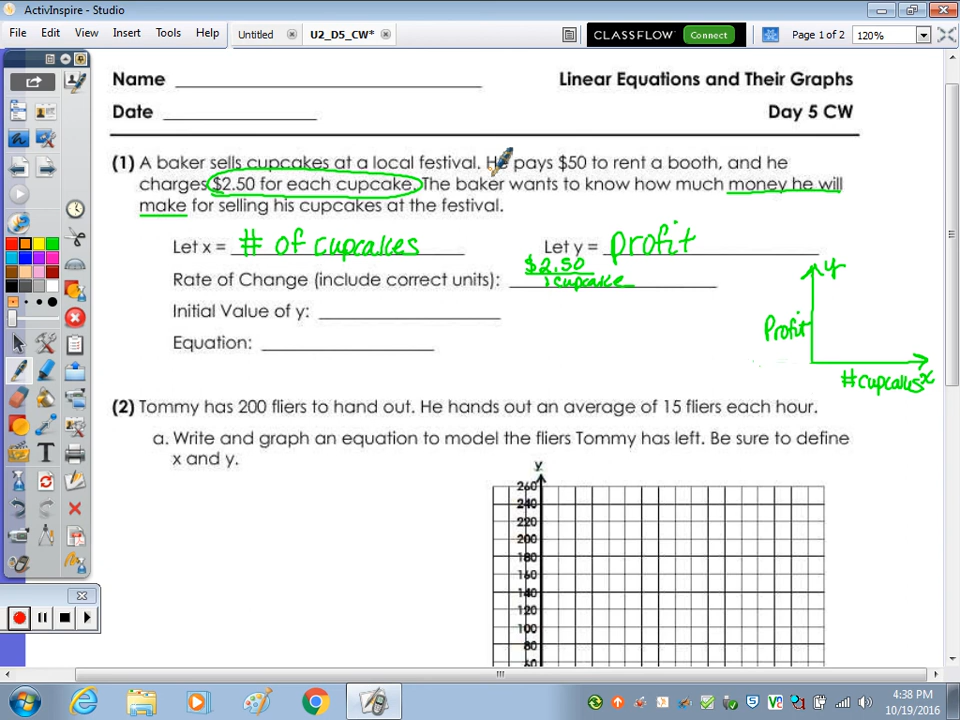 ActivInspire - Studio
File Edit View Insert Tools Help Untitled U2_D5_CW* CLASSFLOW Connect Page 1 of 2 120%
Name
Linear Equations and Their Graphs
Date
Day 5 CW
(1) A baker sells cupcakes at a local festival. He pays $50 to rent a booth, and he
charges $2.50 for each cupcake. The baker wants to know how much money he will
make for selling his cupcakes at the festival.
Let x = # of cupcakes Let y = profit
Rate of Change (include correct units): $2.50
1 cupcake
y
Initial Value of y:
Profit
Equation:
# cupcakes x
(2) Tommy has 200 fliers to hand out. He hands out an average of 15 fliers each hour.
a. Write and graph an equation to model the fliers Tommy has left. Be sure to define
x and y.
y
260
240
220
200
180
160
140
120
100
80
60
4:38 PM
10/19/2016